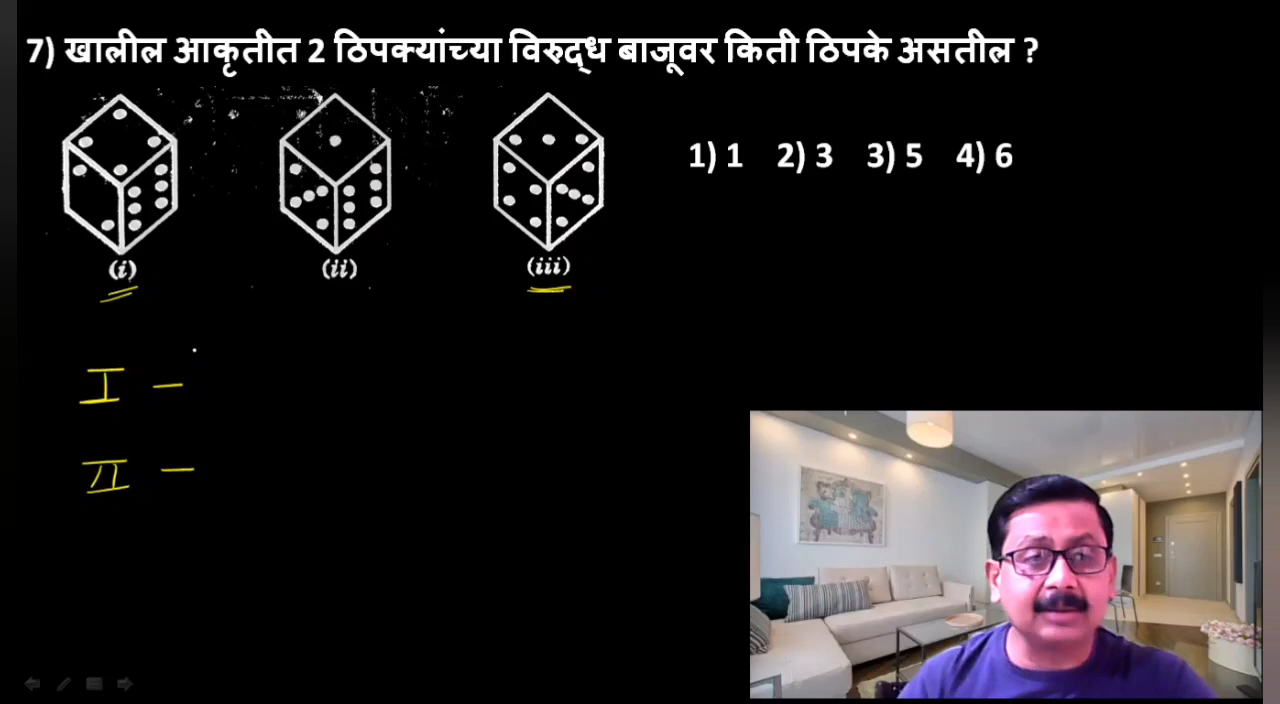 7) खालील आकृतीत 2 ठिपक्यांच्या विरुद्ध बाजूवर किती ठिपके असतील ?
1) 1 2) 3 3) 5 4) 6
(i) (ii) (iii)
I -
II -